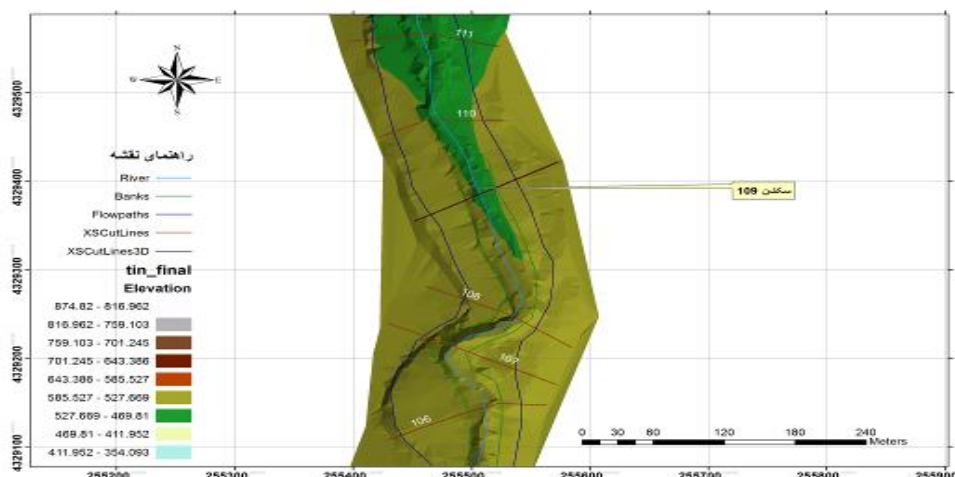 N
W E
S
راهنمای نقشه
River
Banks
Flowpaths
XSCutLines
XSCutLines3D
tin_final
Elevation
874.82 - 816.962
816.962 - 759.103
759.103 - 701.245
701.245 - 643.386
643.386 - 585.527
585.527 - 527.669
527.669 - 469.81
469.81 - 411.952
411.952 - 354.093
111
110
سکشن 109
108
107
106
0 30 60 120 180 240
Meters
4329400
4329300
4329200
4329100
255200 255300 255400 255500 255600 255700 255800 255900